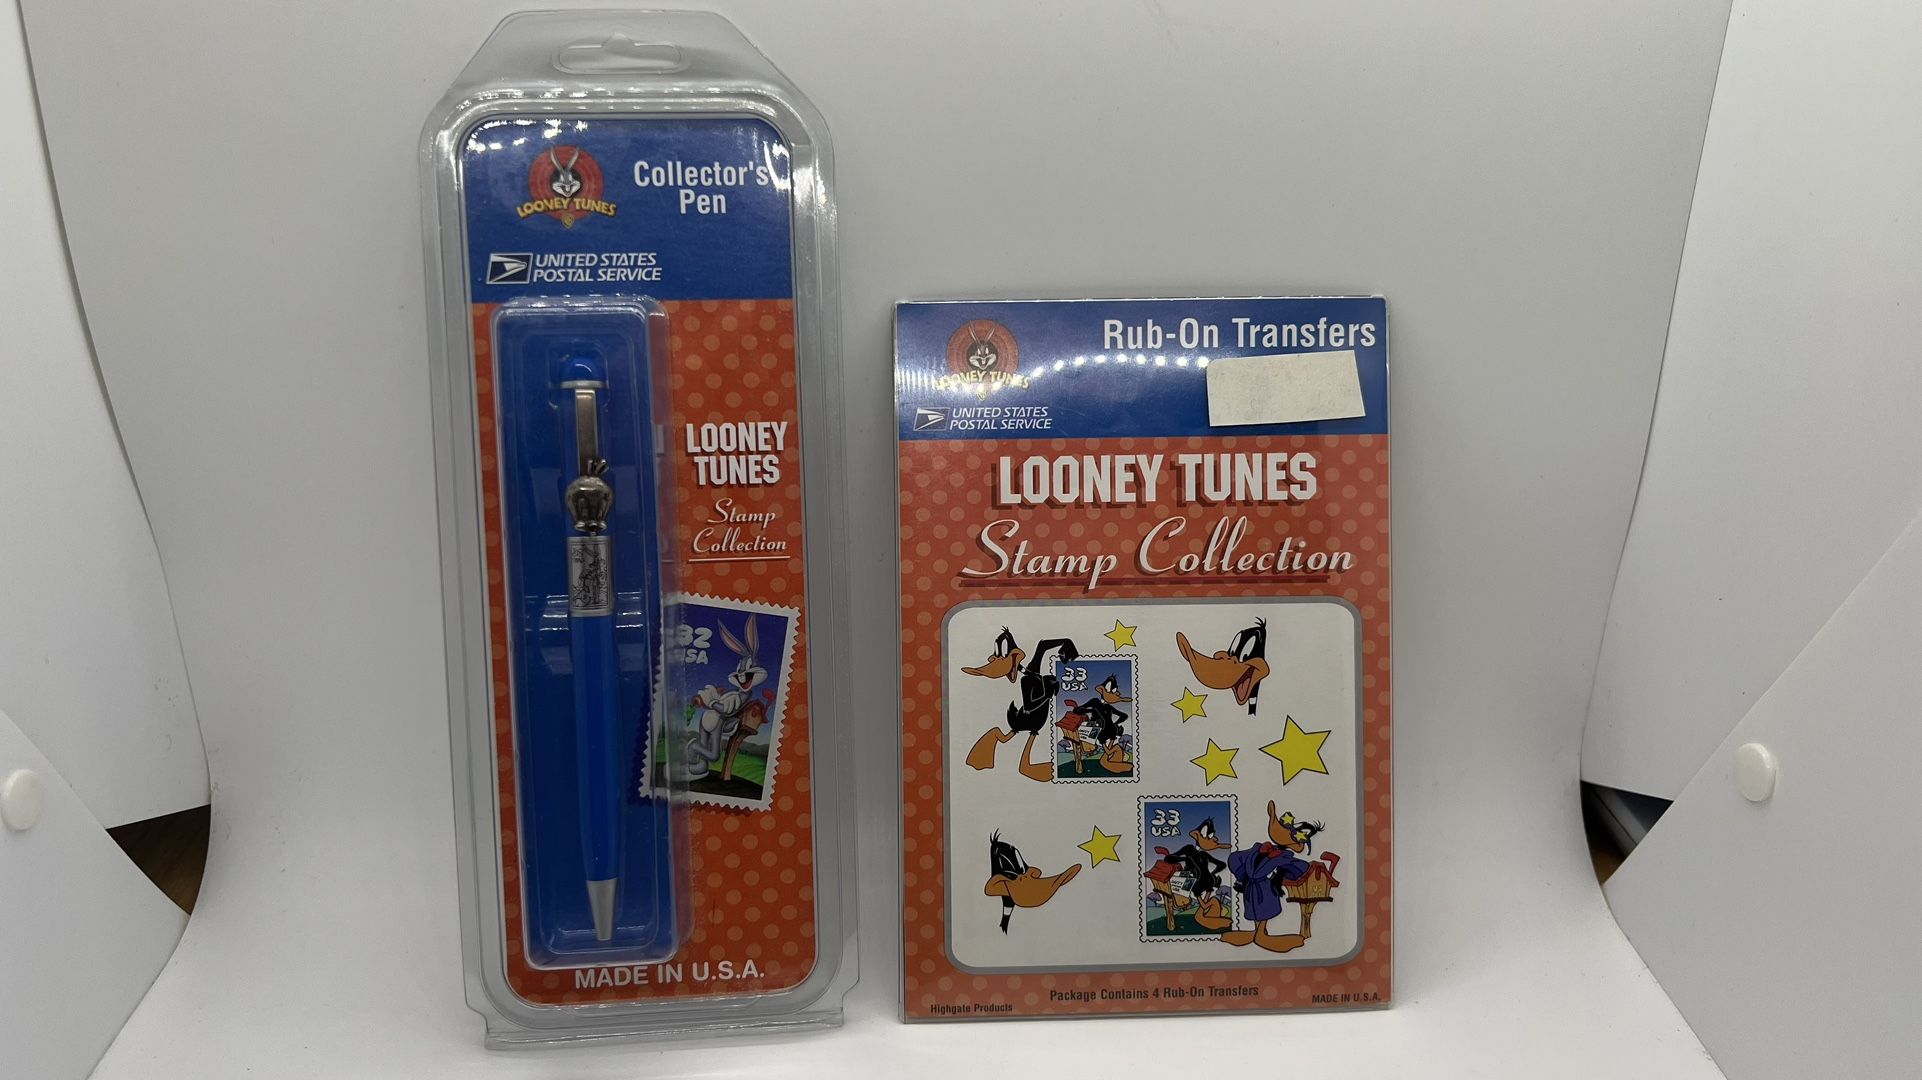 LOONEY TUNES
Collector's
Pen
UNITED STATES
POSTAL SERVICE
LOONEY
TUNES
Stamp
Collection
32
USA
MADE IN U.S.A.
Rub-On Transfers
LOONEY TUNES
UNITED STATES
POSTAL SERVICE
LOONEY TUNES
Stamp Collection
33
USA
33
USA
Package Contains 4 Rub-On Transfers
Highgate Products
MADE IN U.S.A.